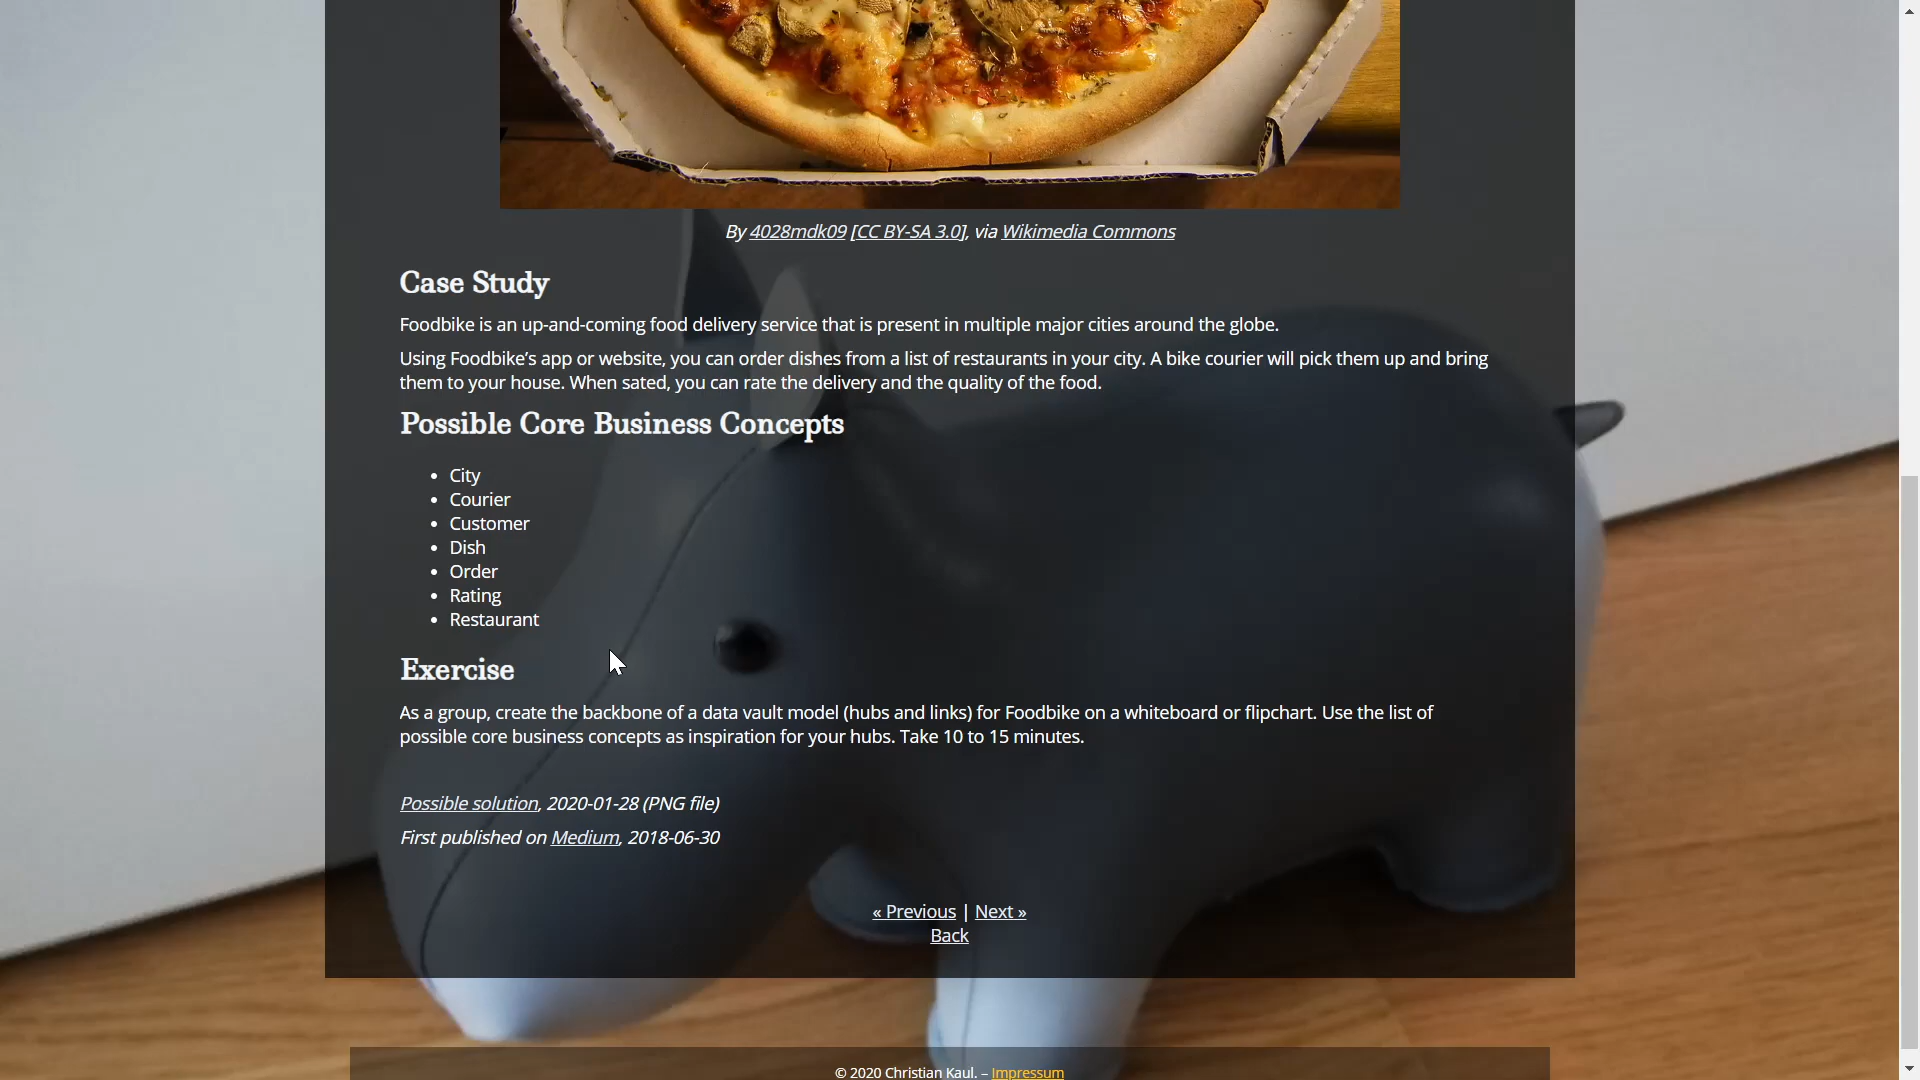 By 4028mdk09 [CC BY-SA 3.0], via Wikimedia Commons
Case Study
Foodbike is an up-and-coming food delivery service that is present in multiple major cities around the globe.
Using Foodbike’s app or website, you can order dishes from a list of restaurants in your city. A bike courier will pick them up and bring
them to your house. When sated, you can rate the delivery and the quality of the food.
Possible Core Business Concepts
• City
• Courier
• Customer
• Dish
• Order
• Rating
• Restaurant
Exercise
As a group, create the backbone of a data vault model (hubs and links) for Foodbike on a whiteboard or flipchart. Use the list of
possible core business concepts as inspiration for your hubs. Take 10 to 15 minutes.
Possible solution, 2020-01-28 (PNG file)
First published on Medium, 2018-06-30
« Previous | Next »
Back
© 2020 Christian Kaul. – Impressum